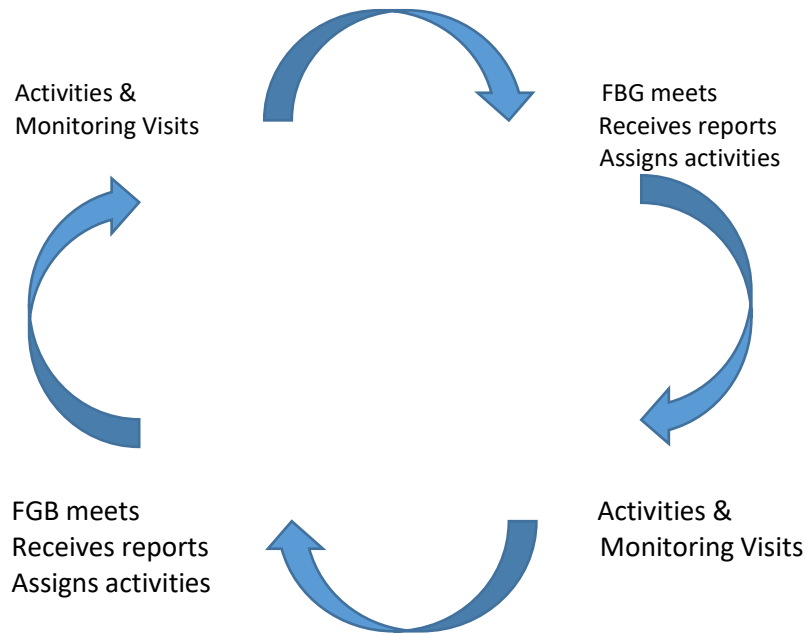 Activities &
Monitoring Visits
FBG meets
Receives reports
Assigns activities
FGB meets
Receives reports
Assigns activities
Activities &
Monitoring Visits